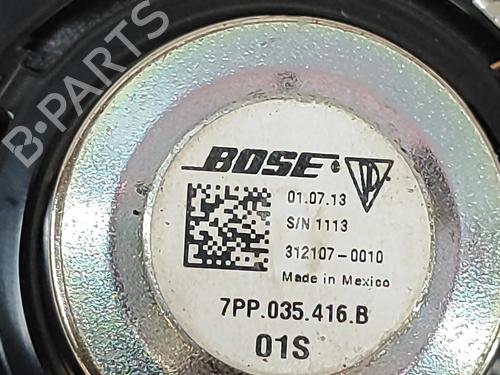 B-PARTS
BOSE®
01.07.13
S/N 1113
312107-0010
Made in Mexico
7PP.035.416.B
01S